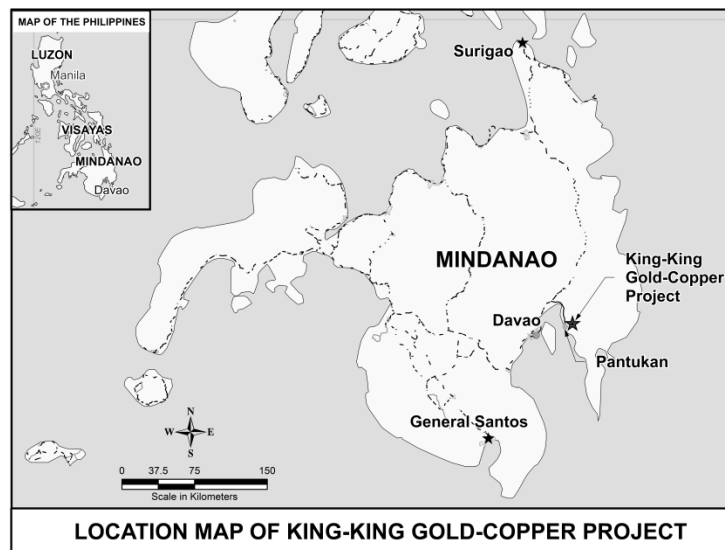 MAP OF THE PHILIPPINES
LUZON
Manila
120E
VISAYAS
MINDANAO
Davao
Surigao
MINDANAO
King-King
Gold-Copper
Project
Davao
Pantukan
General Santos
N
W E
S
0 37.5 75 150
Scale in Kilometers
LOCATION MAP OF KING-KING GOLD-COPPER PROJECT